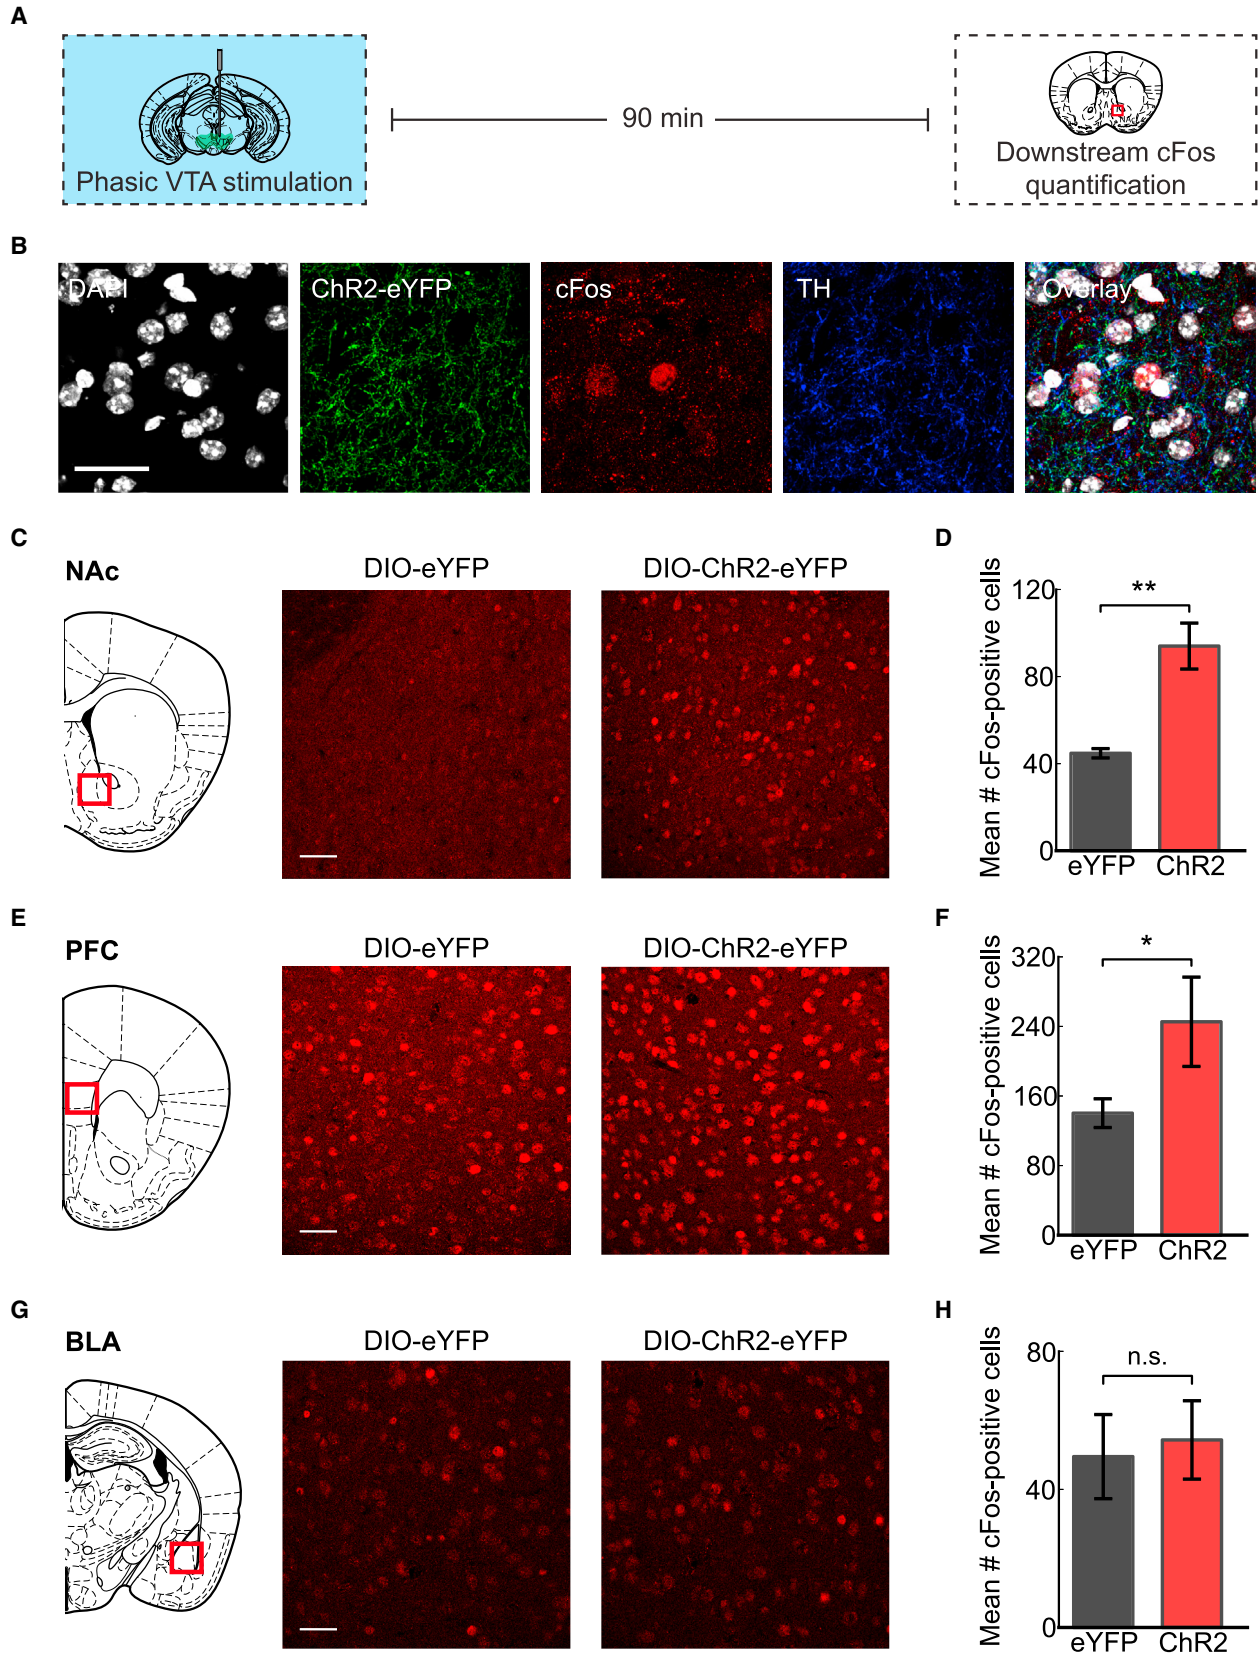 A
Phasic VTA stimulation
90 min
Downstream cFos
quantification
B
DAPI
ChR2-eYFP
cFos
TH
Overlay
C
NAc
DIO-eYFP
DIO-ChR2-eYFP
D
Mean # cFos-positive cells
120
80
40
0
**
eYFP
ChR2
E
PFC
DIO-eYFP
DIO-ChR2-eYFP
F
Mean # cFos-positive cells
320
240
160
80
0
*
eYFP
ChR2
G
BLA
DIO-eYFP
DIO-ChR2-eYFP
H
Mean # cFos-positive cells
80
40
0
n.s.
eYFP
ChR2